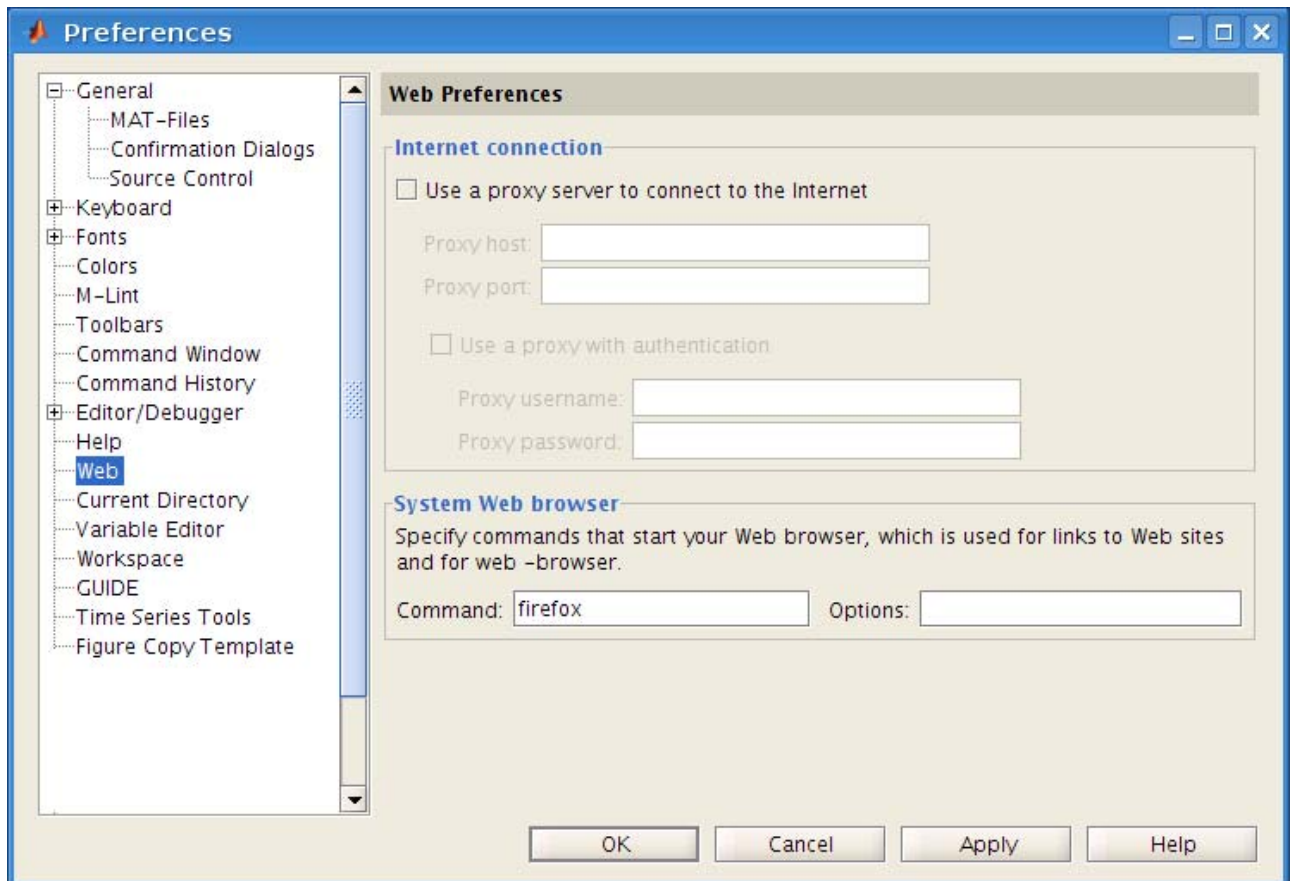 Preferences
General
MAT-Files
Confirmation Dialogs
Source Control
Keyboard
Fonts
Colors
M-Lint
Toolbars
Command Window
Command History
Editor/Debugger
Help
Web
Current Directory
Variable Editor
Workspace
GUIDE
Time Series Tools
Figure Copy Template
Web Preferences
Internet connection
Use a proxy server to connect to the Internet
Proxy host:
Proxy port:
Use a proxy with authentication
Proxy username:
Proxy password:
System Web browser
Specify commands that start your Web browser, which is used for links to Web sites
and for web -browser.
Command: firefox Options:
OK Cancel Apply Help